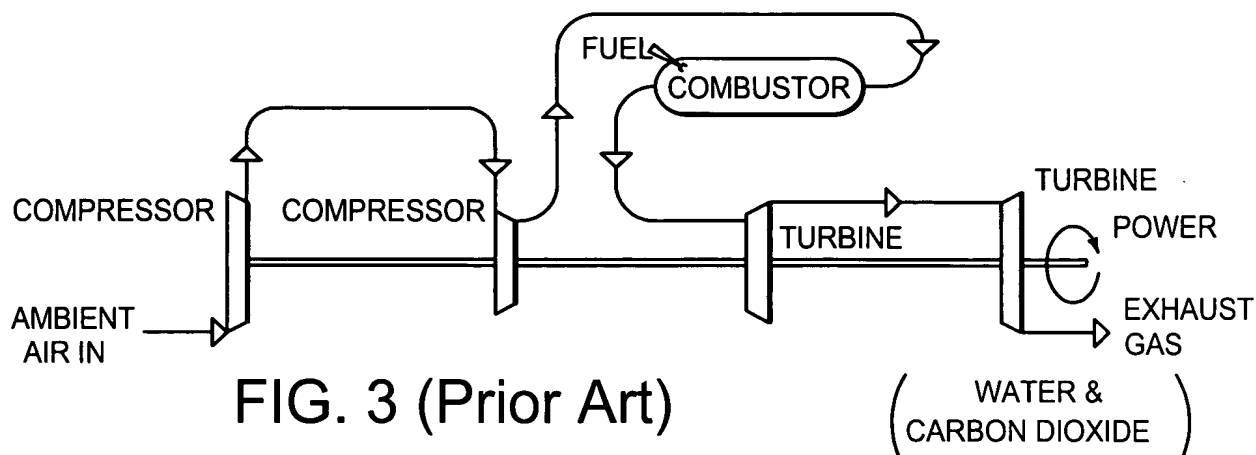 FUEL
COMBUSTOR
COMPRESSOR
COMPRESSOR
TURBINE
TURBINE
POWER
AMBIENT
AIR IN
EXHAUST
GAS
FIG. 3 (Prior Art)
(WATER &
CARBON DIOXIDE)